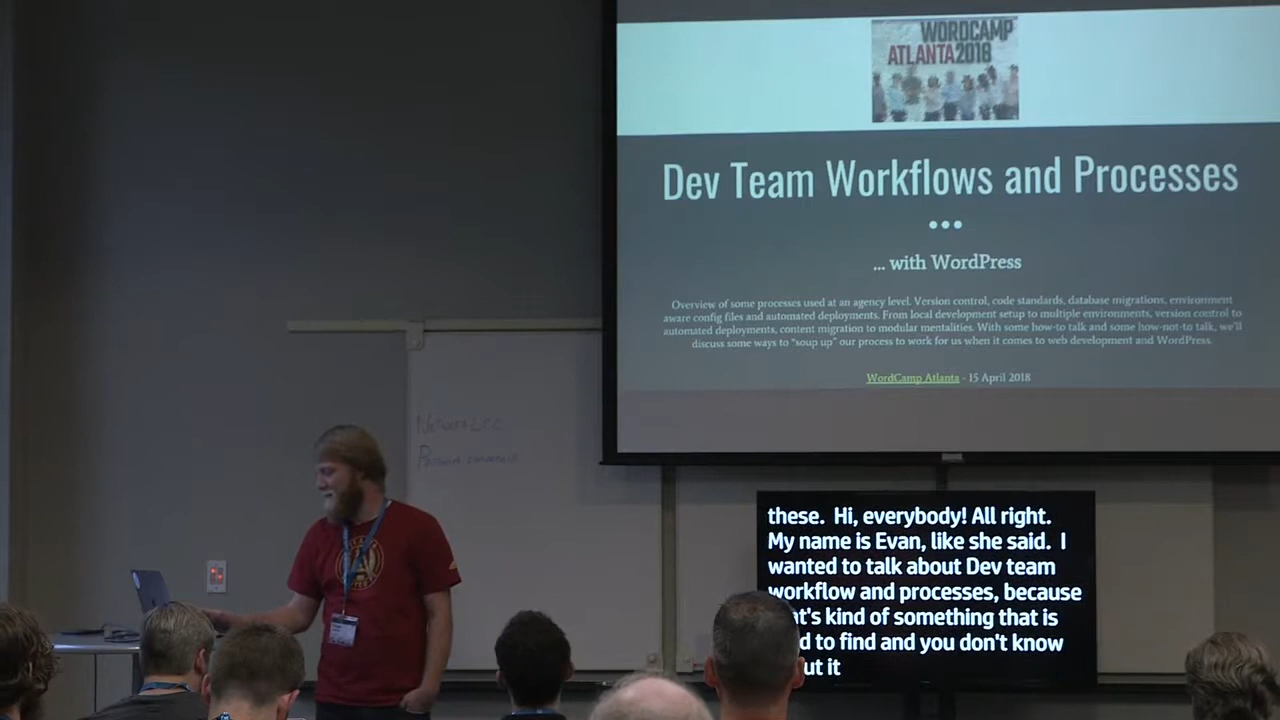 WORDCAMP
ATLANTA2018
Dev Team Workflows and Processes
... with WordPress
Overview of some processes used at an agency level. Version control, code standards, database migrations, environment
aware config files and automated deployments. From local development setup to multiple environments, version control to
automated deployments, content migration to modular mentalities. With some how-to talk and some how-not-to talk, we'll
discuss some ways to "soup up" our process to work for us when it comes to web development and WordPress.
WordCamp Atlanta - 15 April 2018
these. Hi, everybody! All right.
My name is Evan, like she said. I
wanted to talk about Dev team
workflow and processes, because
at's kind of something that is
d to find and you don't know
ut it